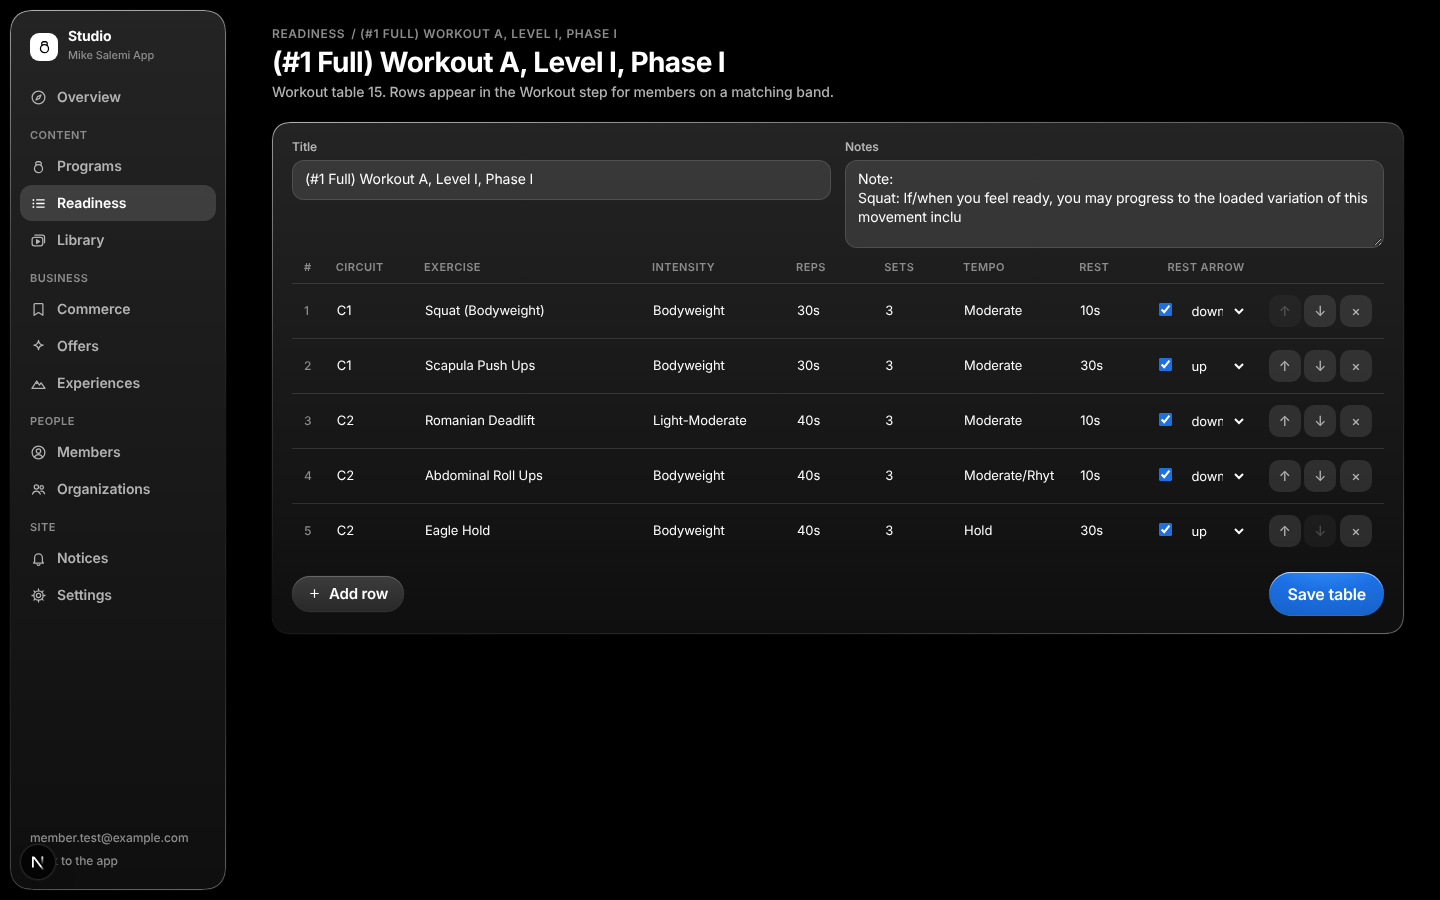 Studio
Mike Salemi App
Overview
CONTENT
Programs
Readiness
Library
BUSINESS
Commerce
Offers
Experiences
PEOPLE
Members
Organizations
SITE
Notices
Settings
member.test@example.com
to the app
N
READINESS / (#1 FULL) WORKOUT A, LEVEL I, PHASE I
(#1 Full) Workout A, Level I, Phase I
Workout table 15. Rows appear in the Workout step for members on a matching band.
Title
(#1 Full) Workout A, Level I, Phase I
Notes
Note:
Squat: If/when you feel ready, you may progress to the loaded variation of this
movement inclu
# CIRCUIT EXERCISE INTENSITY REPS SETS TEMPO REST REST ARROW
1 C1 Squat (Bodyweight) Bodyweight 30s 3 Moderate 10s down ↑ ↓ ×
2 C1 Scapula Push Ups Bodyweight 30s 3 Moderate 30s up ↑ ↓ ×
3 C2 Romanian Deadlift Light-Moderate 40s 3 Moderate 10s down ↑ ↓ ×
4 C2 Abdominal Roll Ups Bodyweight 40s 3 Moderate/Rhyt 10s down ↑ ↓ ×
5 C2 Eagle Hold Bodyweight 40s 3 Hold 30s up ↑ ↓ ×
+ Add row
Save table